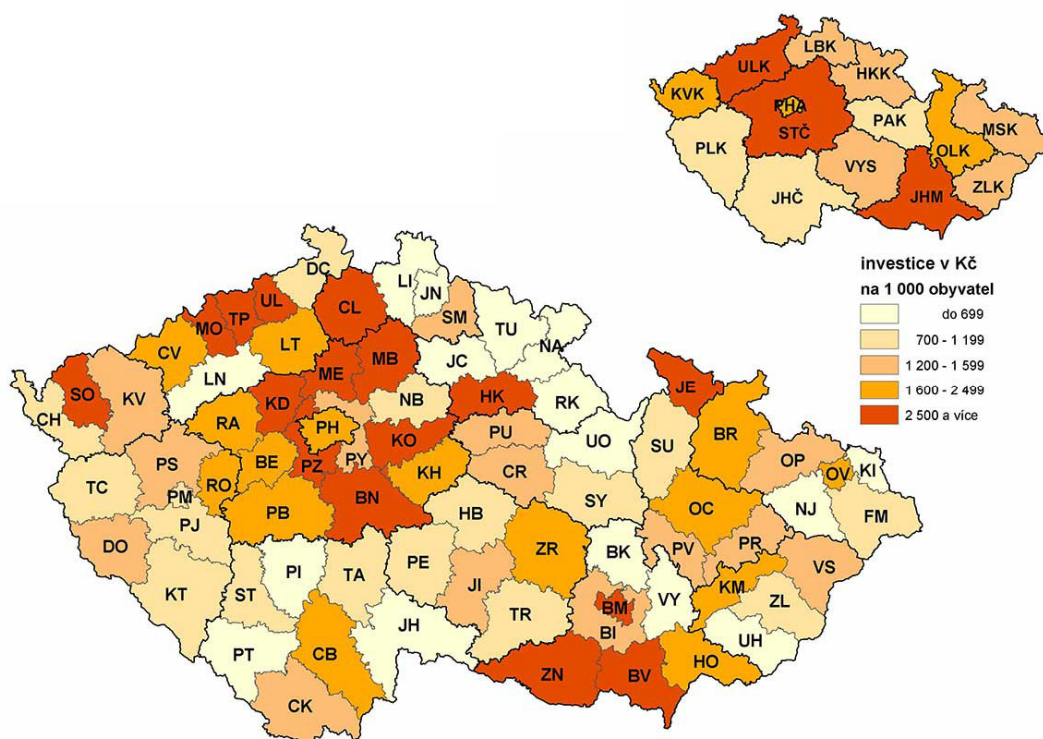 LBK
ULK
HKK
KVK
PHA
PAK
STČ
MSK
PLK
OLK
VYS
ZLK
JHČ
JHM
investice v Kč
na 1 000 obyvatel
do 699
700 - 1 199
1 200 - 1 599
1 600 - 2 499
2 500 a více
DC
LI
JN
UL
CL
SM
TP
MO
TU
NA
CV
LT
MB
JC
ME
LN
SO
KV
KD
NB
HK
RK
JE
CH
RA
PH
KO
PU
UO
SU
BR
PS
BE
PZ
PY
KH
CR
OP
OV
KI
TC
PM
RO
BN
SY
OC
NJ
FM
PJ
PB
HB
DO
ZR
BK
PV
PR
VS
KT
ST
PI
TA
PE
JI
KM
ZL
BM
VY
TR
BI
UH
PT
CB
JH
ZN
BV
HO
CK